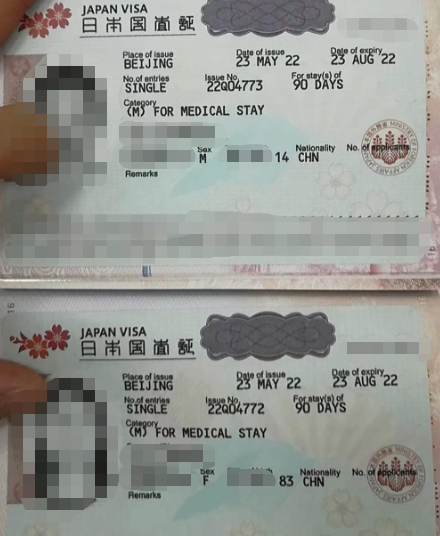 JAPAN VISA
日本国査証
Place of issue Date of issue Date of expiry
BEIJING 23 MAY '22 23 AUG '22
No.of entries Issue No. For stay(s) of
SINGLE 22Q04773 90 DAYS
Category
(M) FOR MEDICAL STAY
Sex Nationality No. of applicants
M 14 CHN
Remarks
JAPAN VISA
日本国査証
Place of issue Date of issue Date of expiry
BEIJING 23 MAY '22 23 AUG '22
No.of entries Issue No. For stay(s) of
SINGLE 22Q04772 90 DAYS
Category
(M) FOR MEDICAL STAY
Sex Nationality No. of applicants
F 83 CHN
Remarks